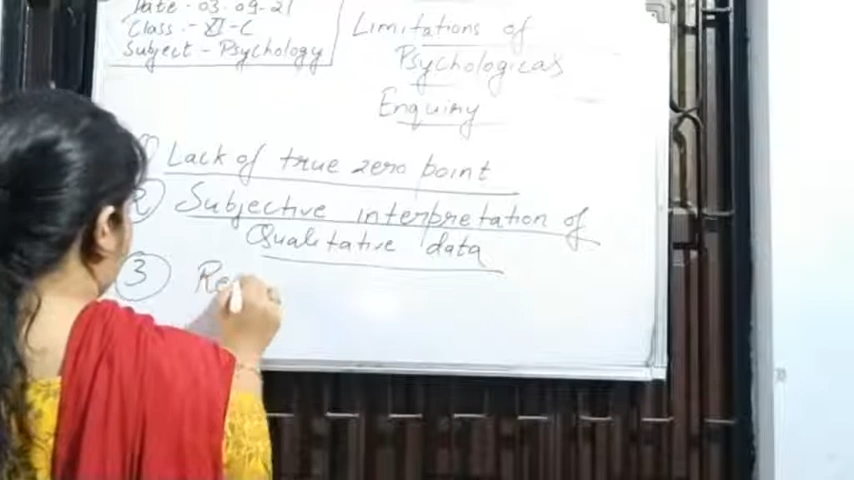 Date - 03.09-21
Class - XI - C
Subject - Psychology
Limitations of
Psychological
Enquiry
1 Lack of true zero point
2 Subjective interpretation of
Qualitative data
3 Re